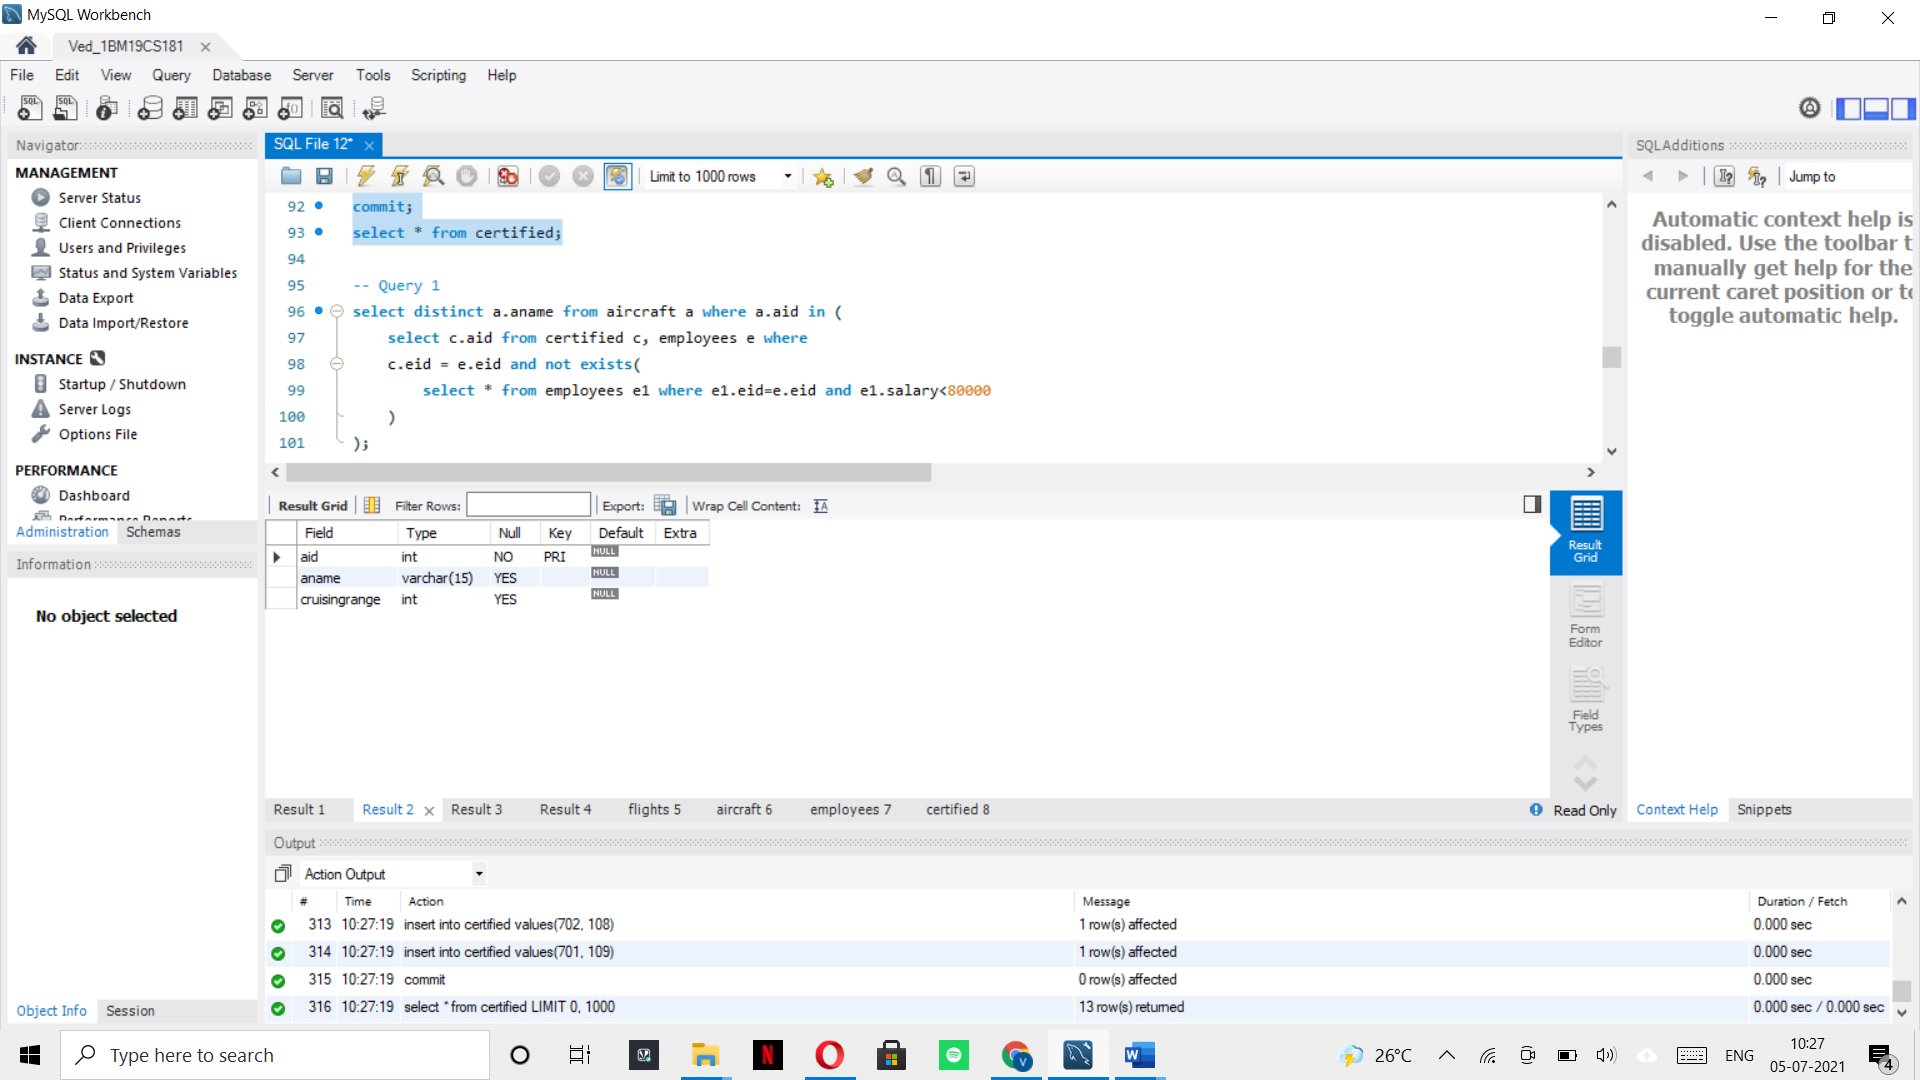 MySQL Workbench
Ved_1BM19CS181
File Edit View Query Database Server Tools Scripting Help
Navigator
MANAGEMENT
Server Status
Client Connections
Users and Privileges
Status and System Variables
Data Export
Data Import/Restore
INSTANCE
Startup / Shutdown
Server Logs
Options File
PERFORMANCE
Dashboard
Performance Reports
Administration Schemas
Information
No object selected
Object Info Session
SQL File 12*
Limit to 1000 rows
92 commit;
93 select * from certified;
94
95 -- Query 1
96 select distinct a.aname from aircraft a where a.aid in (
97 select c.aid from certified c, employees e where
98 c.eid = e.eid and not exists(
99 select * from employees e1 where e1.eid=e.eid and e1.salary<80000
100 )
101 );
Result Grid Filter Rows: Export: Wrap Cell Content:
Field Type Null Key Default Extra
aid int NO PRI NULL
aname varchar(15) YES NULL
cruisingrange int YES NULL
Result Grid
Form Editor
Field Types
Result 1 Result 2 Result 3 Result 4 flights 5 aircraft 6 employees 7 certified 8
Read Only
SQLAdditions
Jump to
Automatic context help is
disabled. Use the toolbar t
manually get help for the
current caret position or to
toggle automatic help.
Context Help Snippets
Output
Action Output
# Time Action Message Duration / Fetch
313 10:27:19 insert into certified values(702, 108) 1 row(s) affected 0.000 sec
314 10:27:19 insert into certified values(701, 109) 1 row(s) affected 0.000 sec
315 10:27:19 commit 0 row(s) affected 0.000 sec
316 10:27:19 select * from certified LIMIT 0, 1000 13 row(s) returned 0.000 sec / 0.000 sec
Type here to search
26°C
ENG
10:27
05-07-2021
4